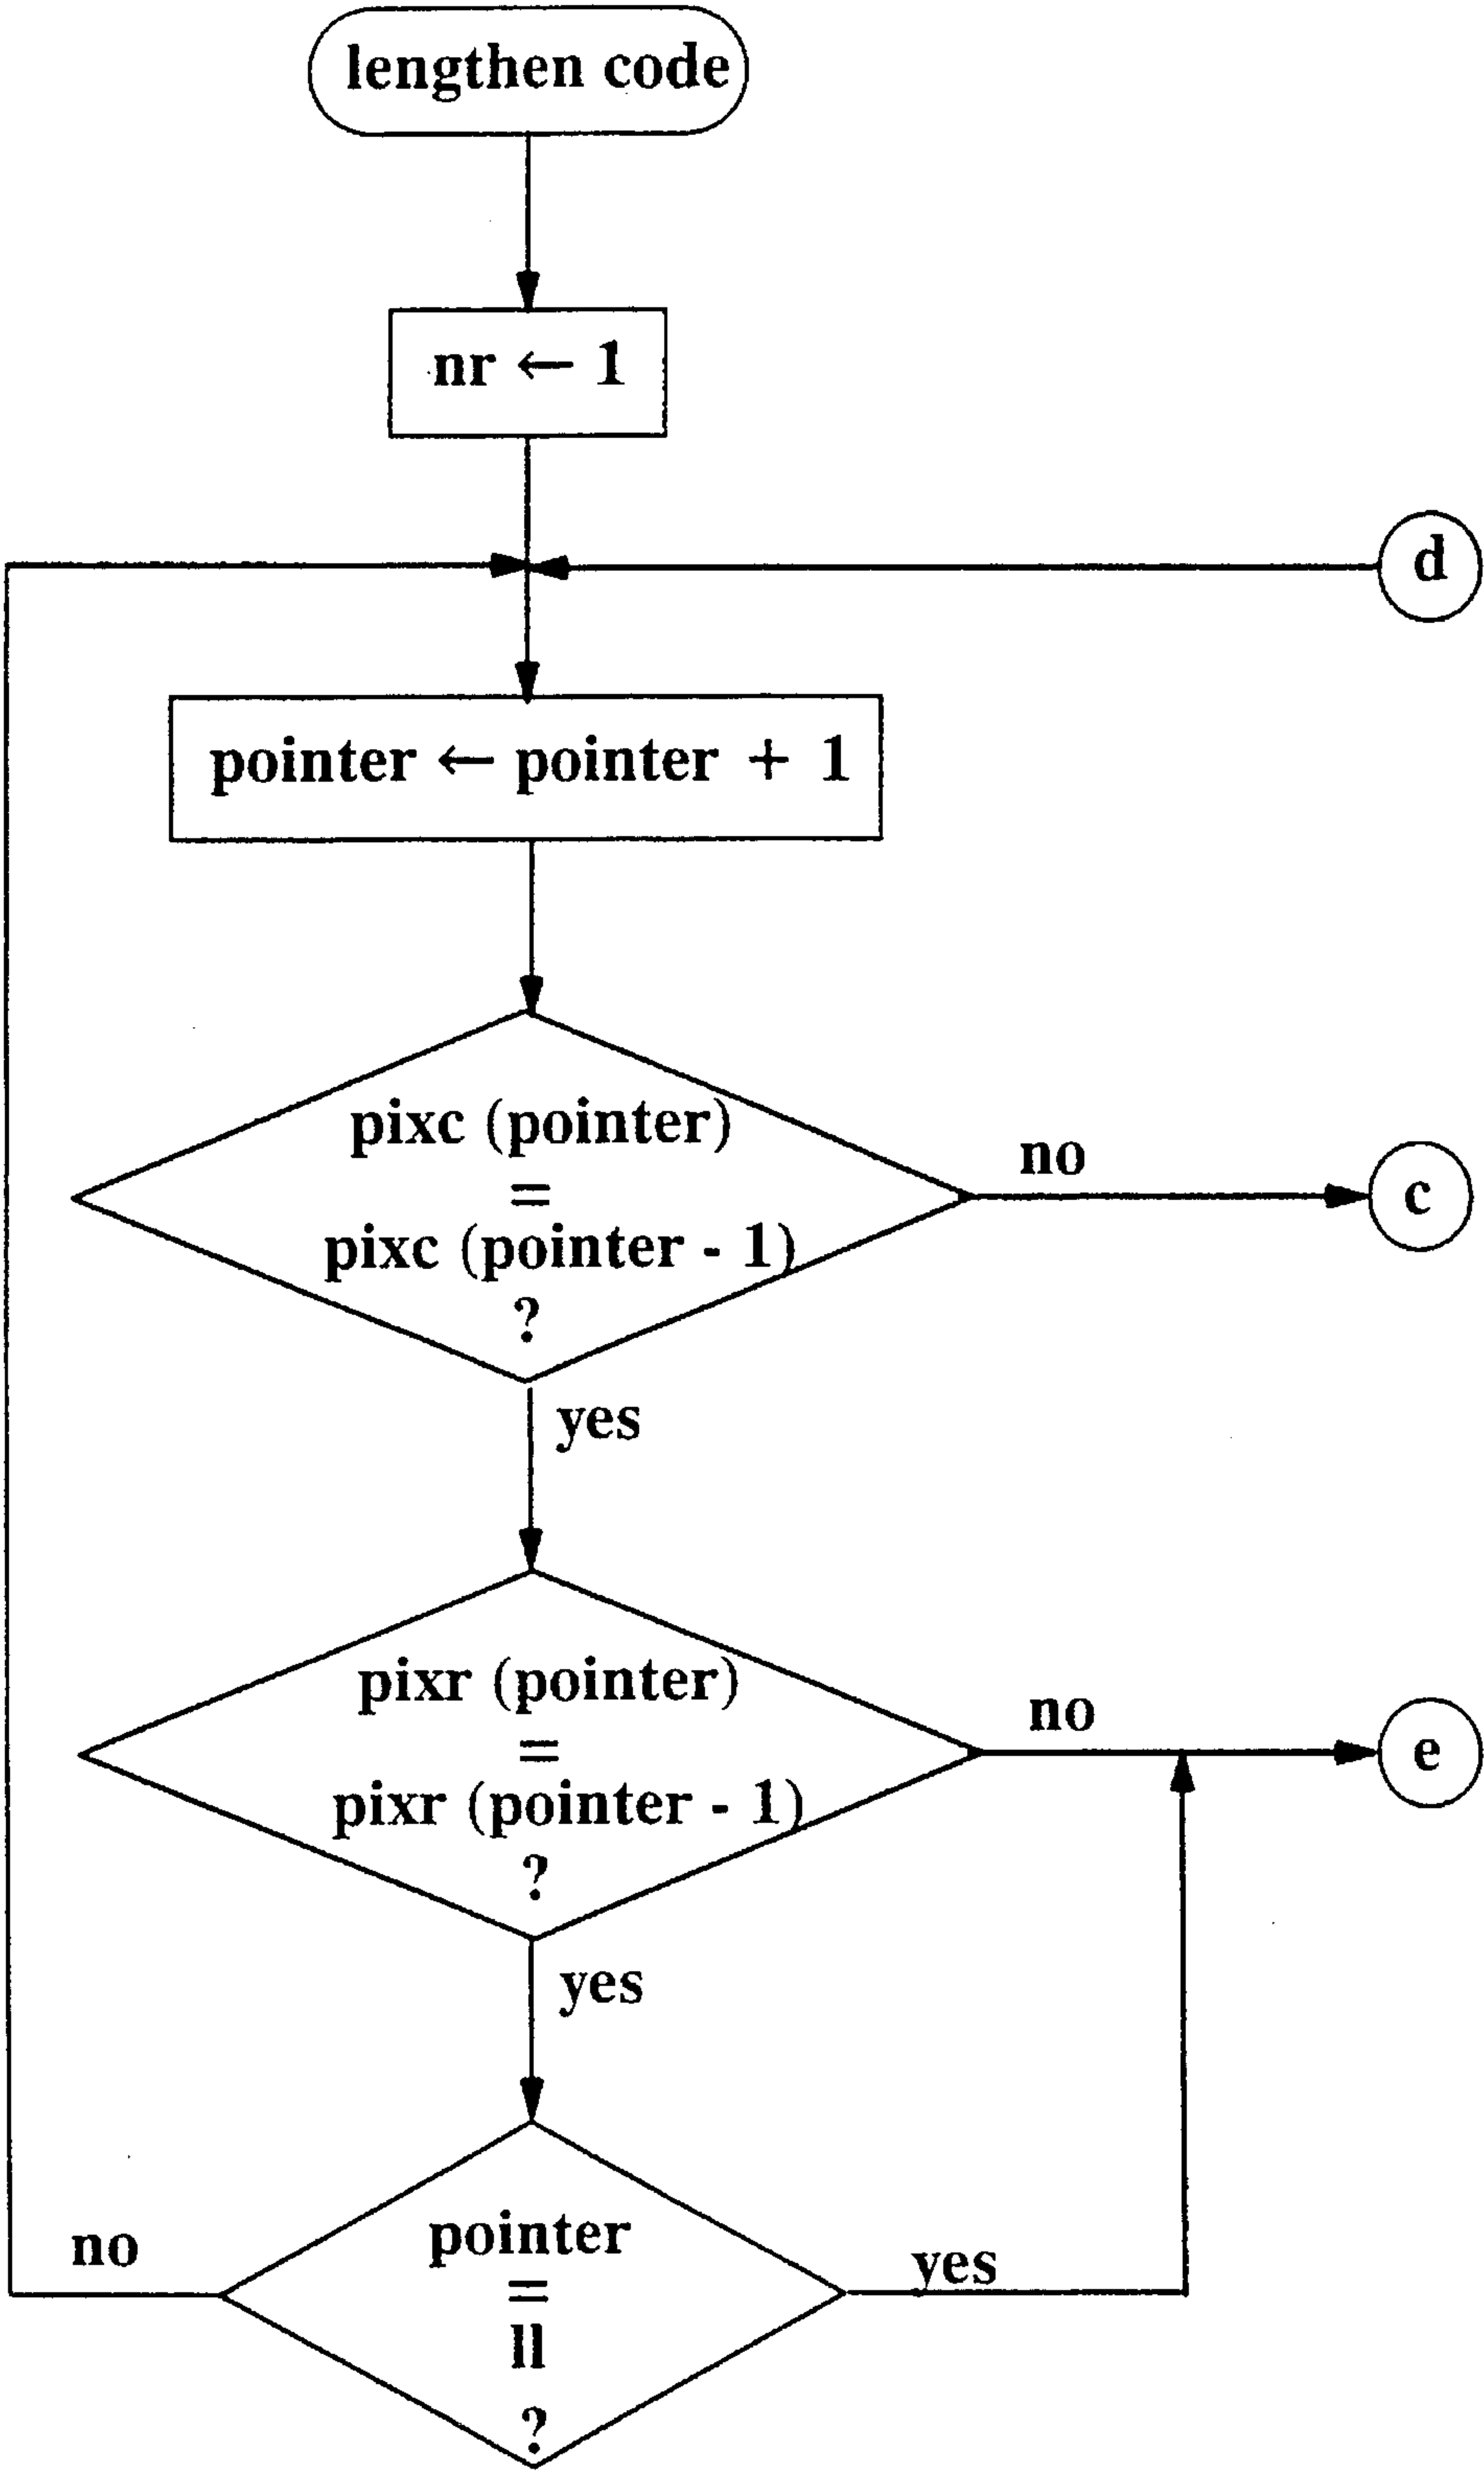 lengthen code
nr ← 1
d
pointer ← pointer + 1
pixc (pointer)
=
pixc (pointer - 1)
?
no
c
yes
pixr (pointer)
=
pixr (pointer - 1)
?
no
e
yes
pointer
=
ll
?
no
yes